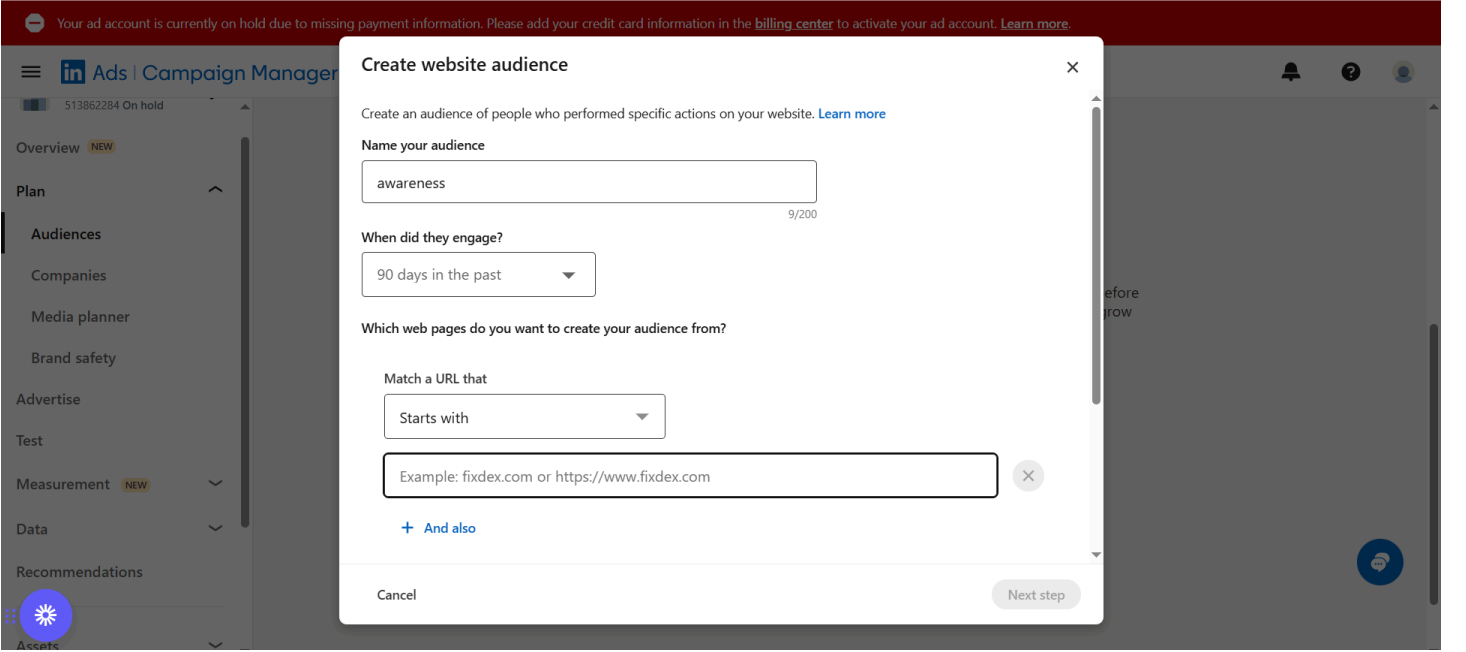 Your ad account is currently on hold due to missing payment information. Please add your credit card information in the billing center to activate your ad account. Learn more.
in Ads | Campaign Manager
513862284 On hold
Overview NEW
Plan
Audiences
Companies
Media planner
Brand safety
Advertise
Test
Measurement NEW
Data
Recommendations
Assets
Create website audience
Create an audience of people who performed specific actions on your website. Learn more
Name your audience
awareness
9/200
When did they engage?
90 days in the past
Which web pages do you want to create your audience from?
Match a URL that
Starts with
Example: fixdex.com or https://www.fixdex.com
+ And also
Cancel
Next step